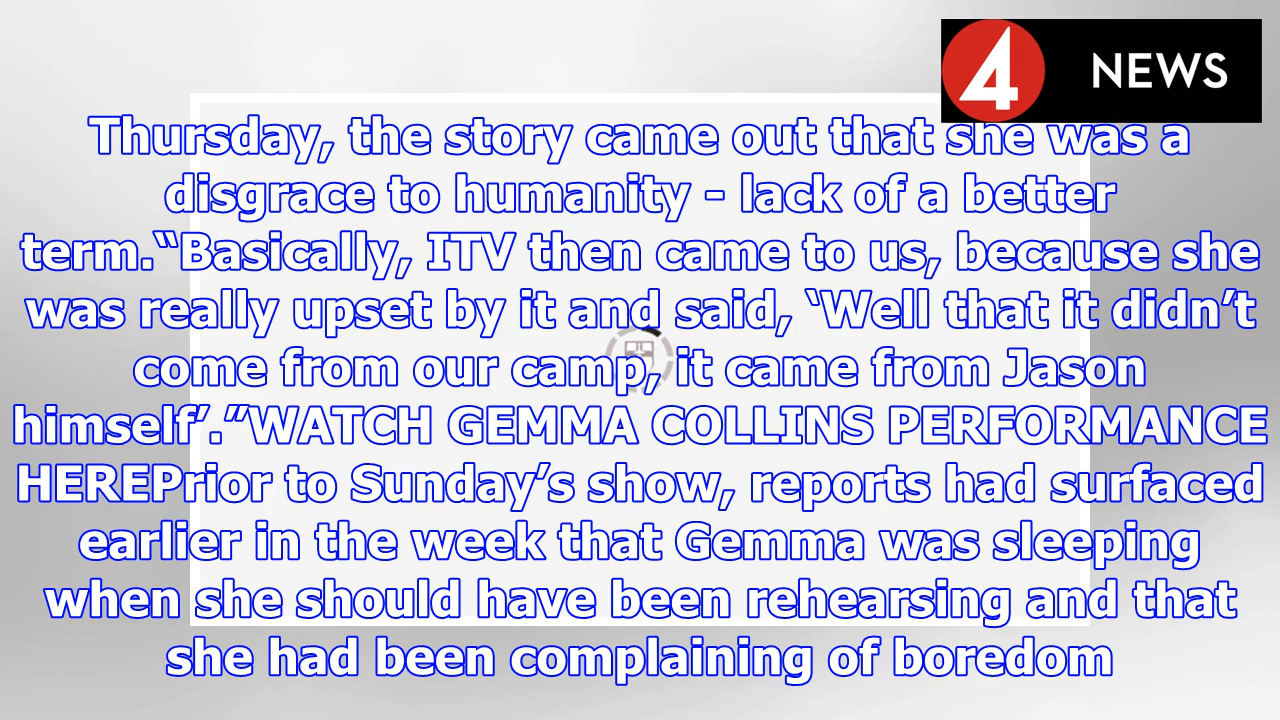 4 NEWS
Thursday, the story came out that she was a
disgrace to humanity - lack of a better
term.“Basically, ITV then came to us, because she
was really upset by it and said, ‘Well that it didn’t
come from our camp, it came from Jason
himself’.”WATCH GEMMA COLLINS PERFORMANCE
HEREPrior to Sunday’s show, reports had surfaced
earlier in the week that Gemma was sleeping
when she should have been rehearsing and that
she had been complaining of boredom